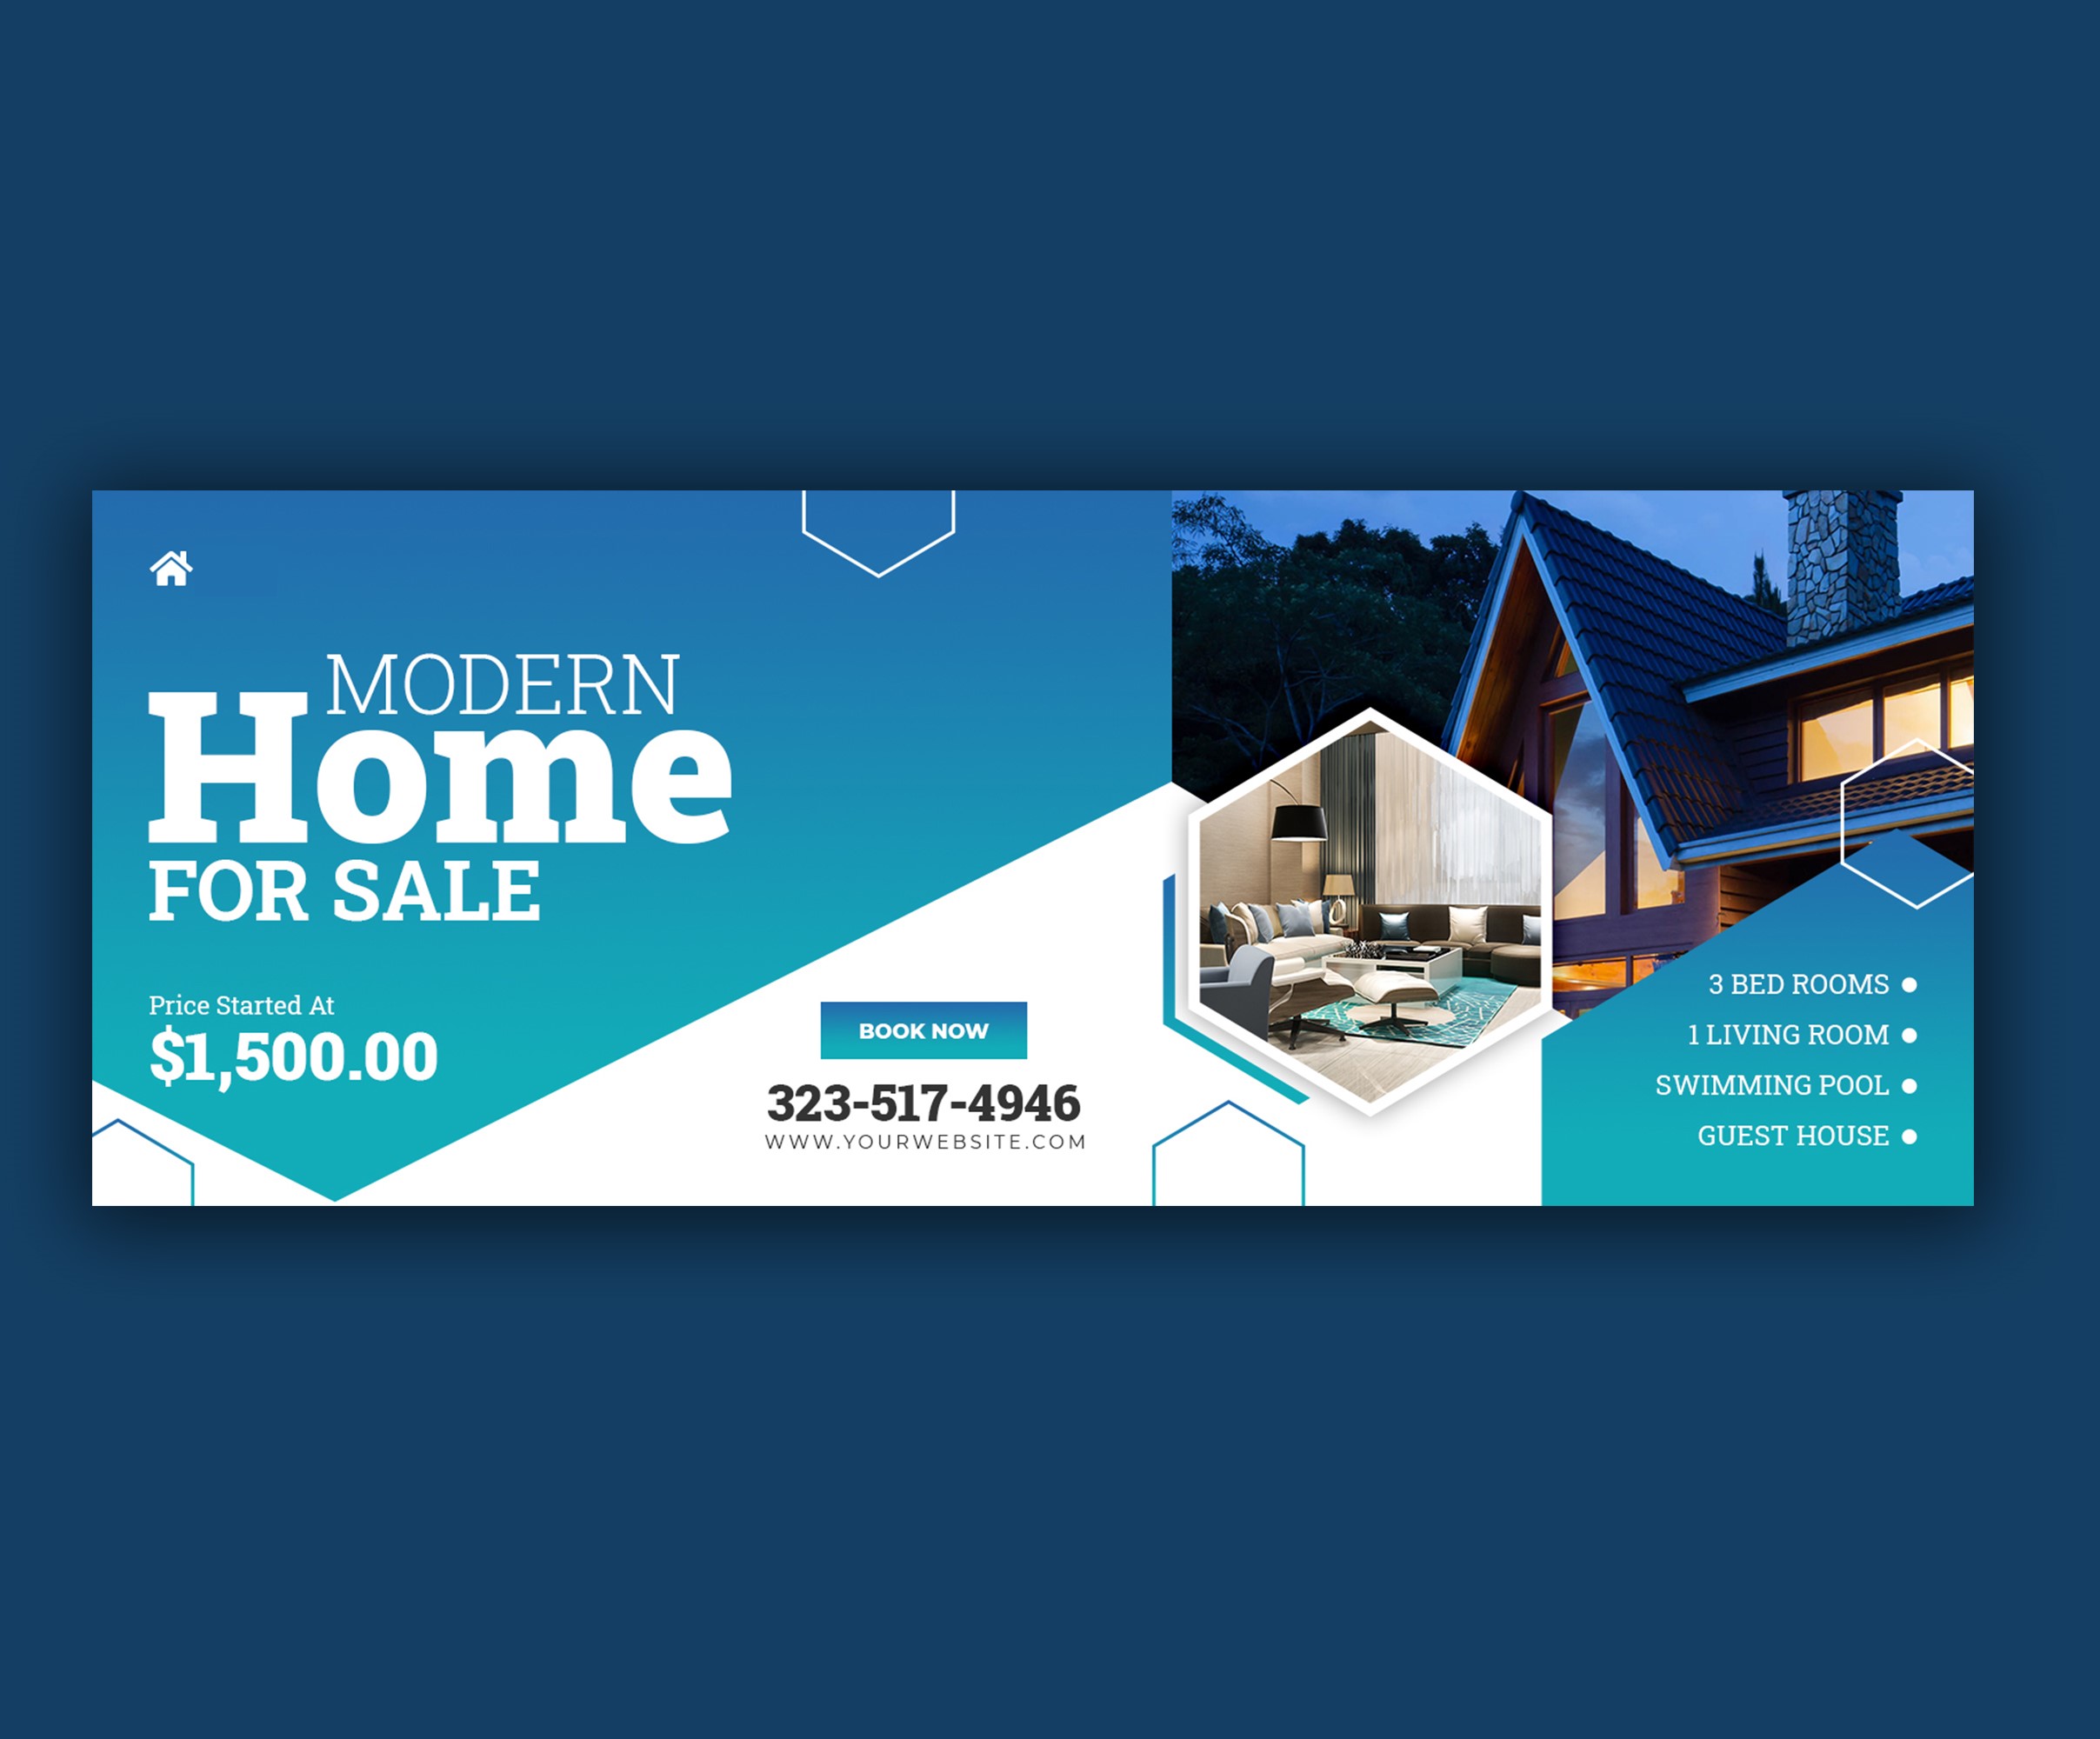 MODERN
Home
FOR SALE
Price Started At
$1,500.00
BOOK NOW
323-517-4946
WWW.YOURWEBSITE.COM
3 BED ROOMS
1 LIVING ROOM
SWIMMING POOL
GUEST HOUSE